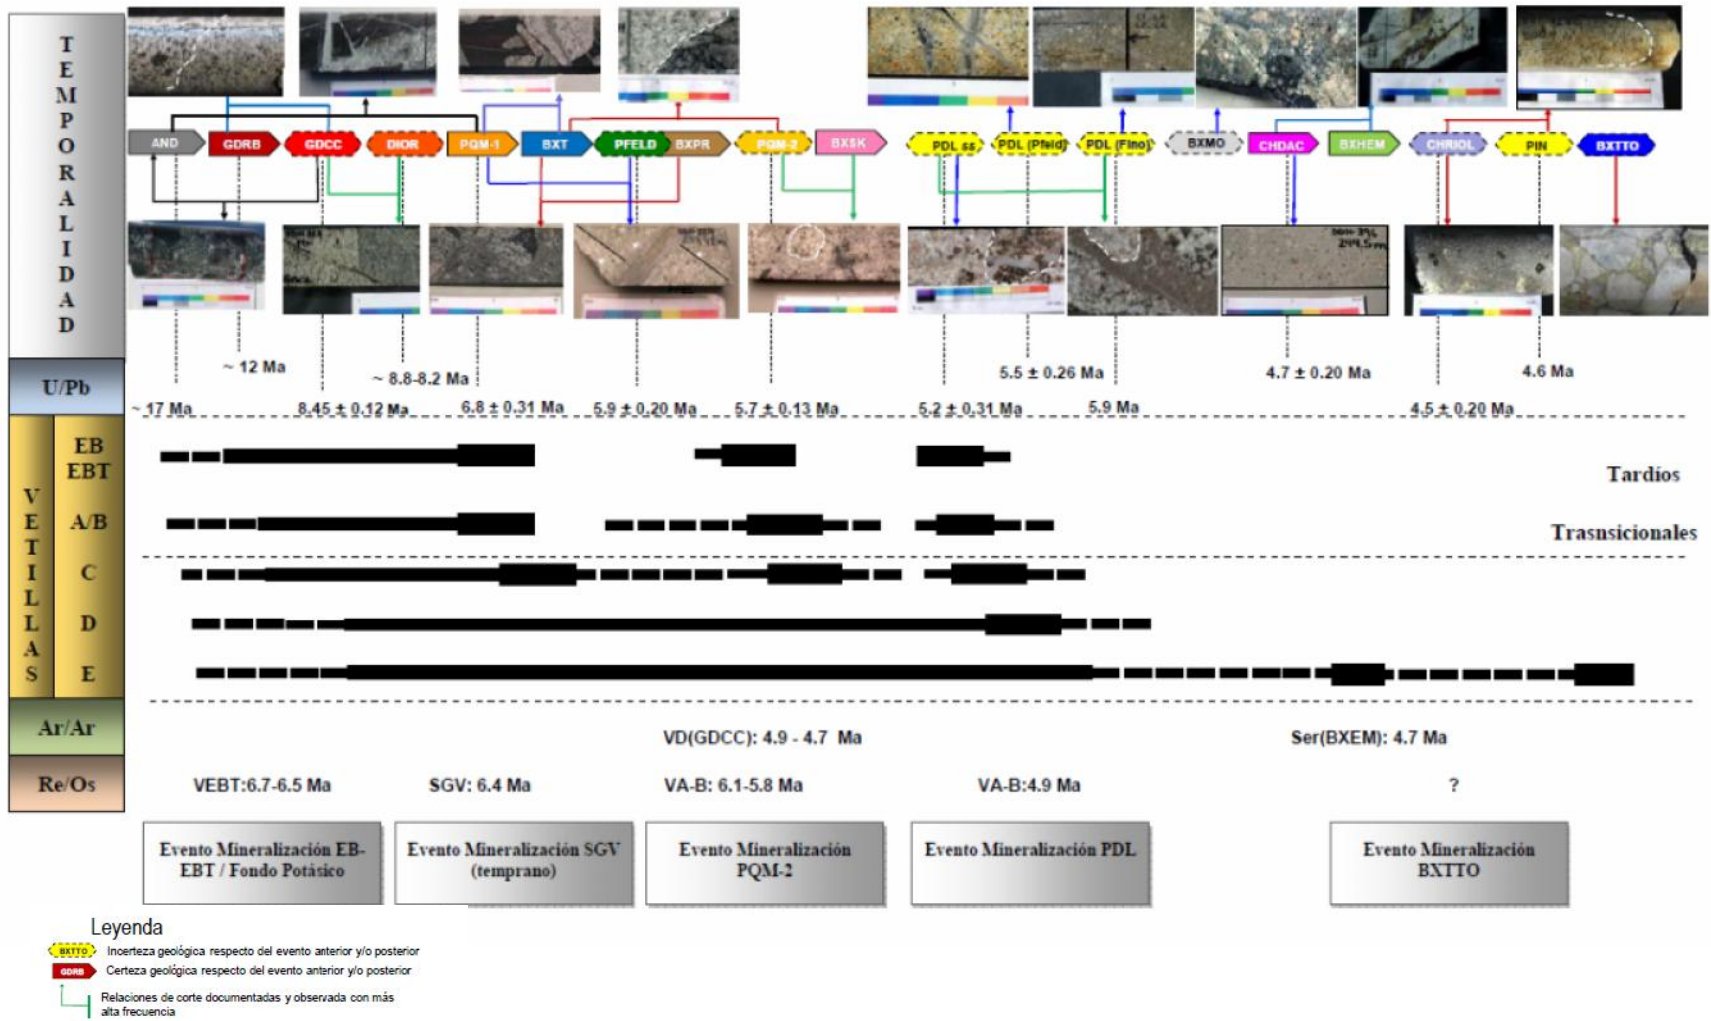 TEMPORALIDAD
AND
GDRB
GDCC
DIOR
PQM-1
BXT
PFELD
BXPR
PQM-2
BXSK
PDL ss
PDL (Pfeld)
PDL (Fino)
BXMO
CHDAC
BXHEM
CHRIOL
PIN
BXTTO
244.5 m
U/Pb
~ 17 Ma
~ 12 Ma
8.45 ± 0.12 Ma
~ 8.8-8.2 Ma
6.8 ± 0.31 Ma
5.9 ± 0.20 Ma
5.7 ± 0.13 Ma
5.2 ± 0.31 Ma
5.5 ± 0.26 Ma
5.9 Ma
4.7 ± 0.20 Ma
4.5 ± 0.20 Ma
4.6 Ma
VETILLAS
EB
EBT
A/B
C
D
E
Tardíos
Trasnsicionales
Ar/Ar
VD(GDCC): 4.9 - 4.7 Ma
Ser(BXEM): 4.7 Ma
Re/Os
VEBT:6.7-6.5 Ma
SGV: 6.4 Ma
VA-B: 6.1-5.8 Ma
VA-B:4.9 Ma
?
Evento Mineralización EB-
EBT / Fondo Potásico
Evento Mineralización SGV
(temprano)
Evento Mineralización
PQM-2
Evento Mineralización PDL
Evento Mineralización
BXTTO
Leyenda
BXTTO Incerteza geológica respecto del evento anterior y/o posterior
GDRB Certeza geológica respecto del evento anterior y/o posterior
Relaciones de corte documentadas y observada con más
alta frecuencia